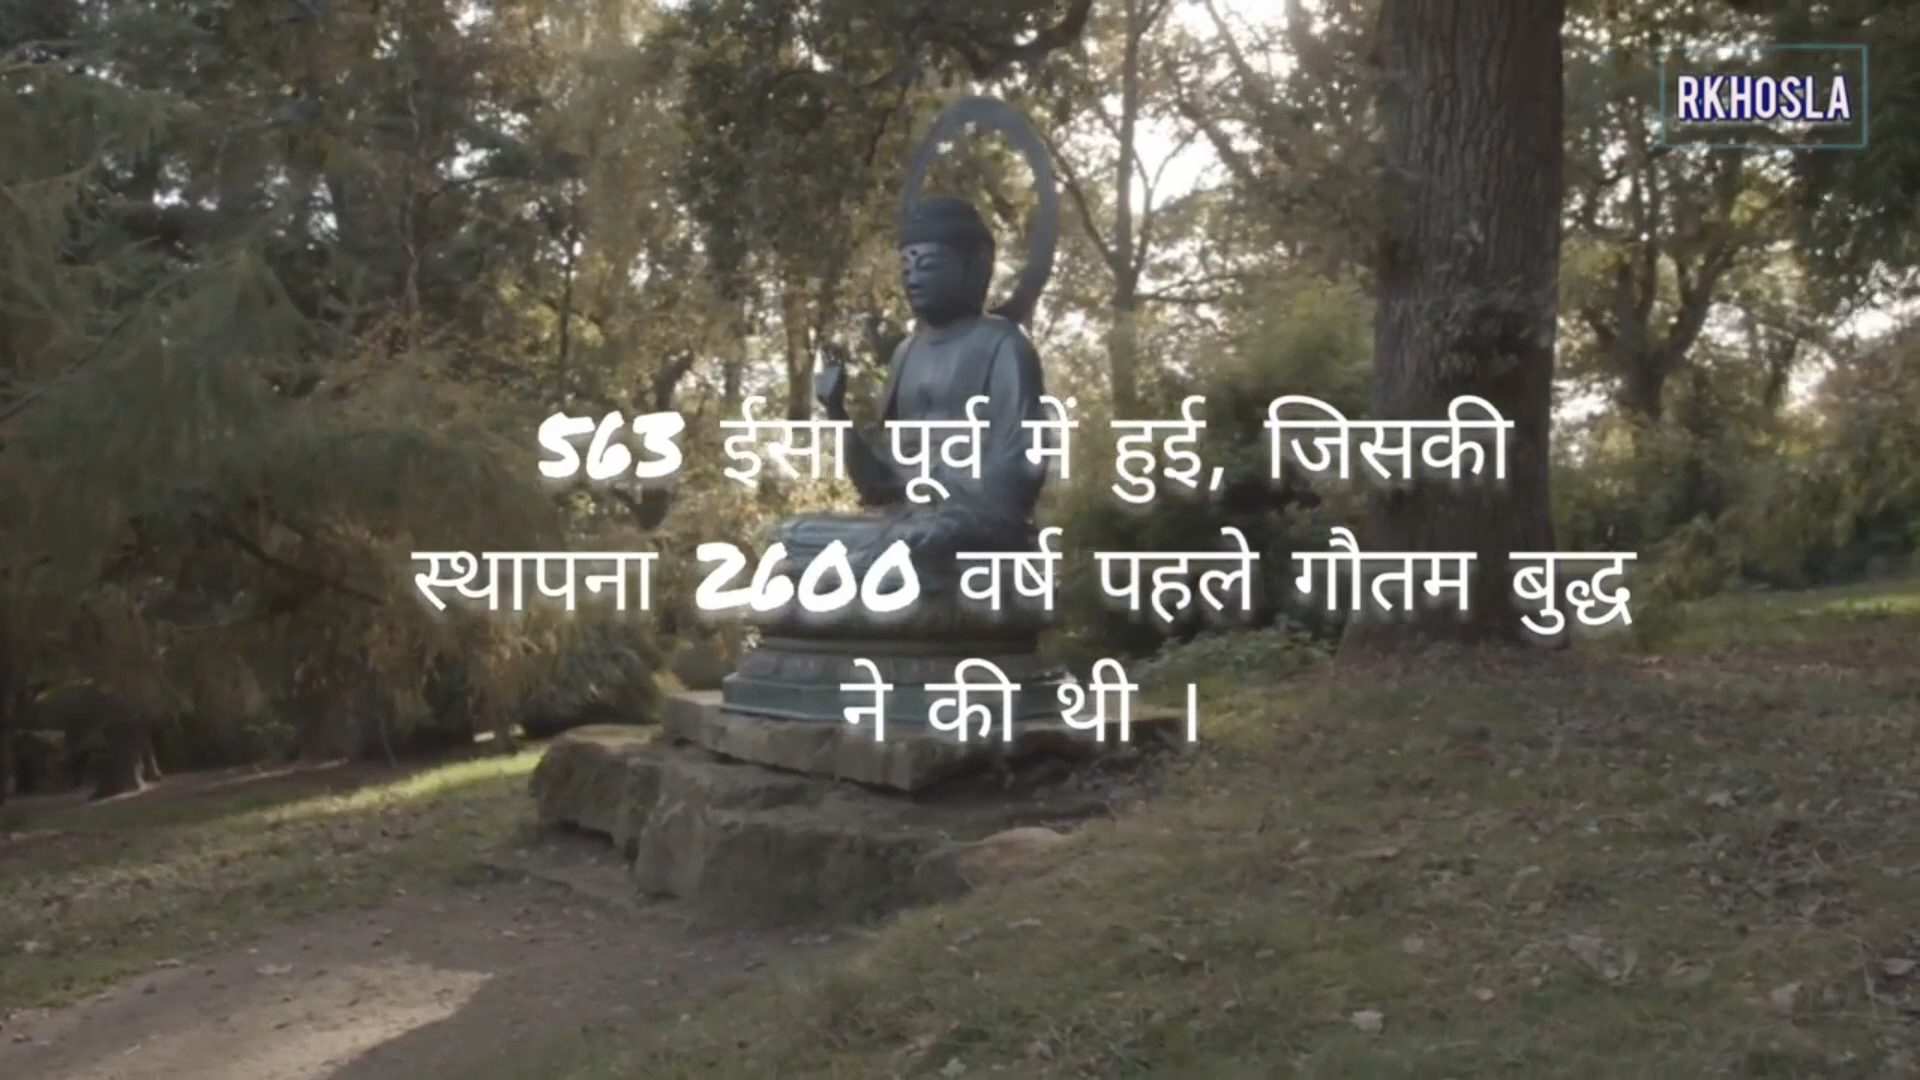 RKHOSLA
563 ईसा पूर्व में हुई, जिसकी
स्थापना 2600 वर्ष पहले गौतम बुद्ध
ने की थी ।